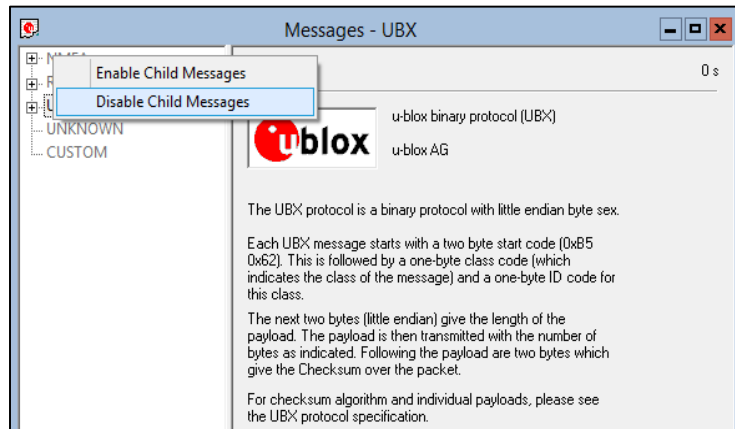 Messages - UBX
Enable Child Messages
Disable Child Messages
UNKNOWN
CUSTOM
0 s
ublox
u-blox binary protocol (UBX)
u-blox AG
The UBX protocol is a binary protocol with little endian byte sex.
Each UBX message starts with a two byte start code (0xB5
0x62). This is followed by a one-byte class code (which
indicates the class of the message) and a one-byte ID code for
this class.
The next two bytes (little endian) give the length of the
payload. The payload is then transmitted with the number of
bytes as indicated. Following the payload are two bytes which
give the Checksum over the packet.
For checksum algorithm and individual payloads, please see
the UBX protocol specification.